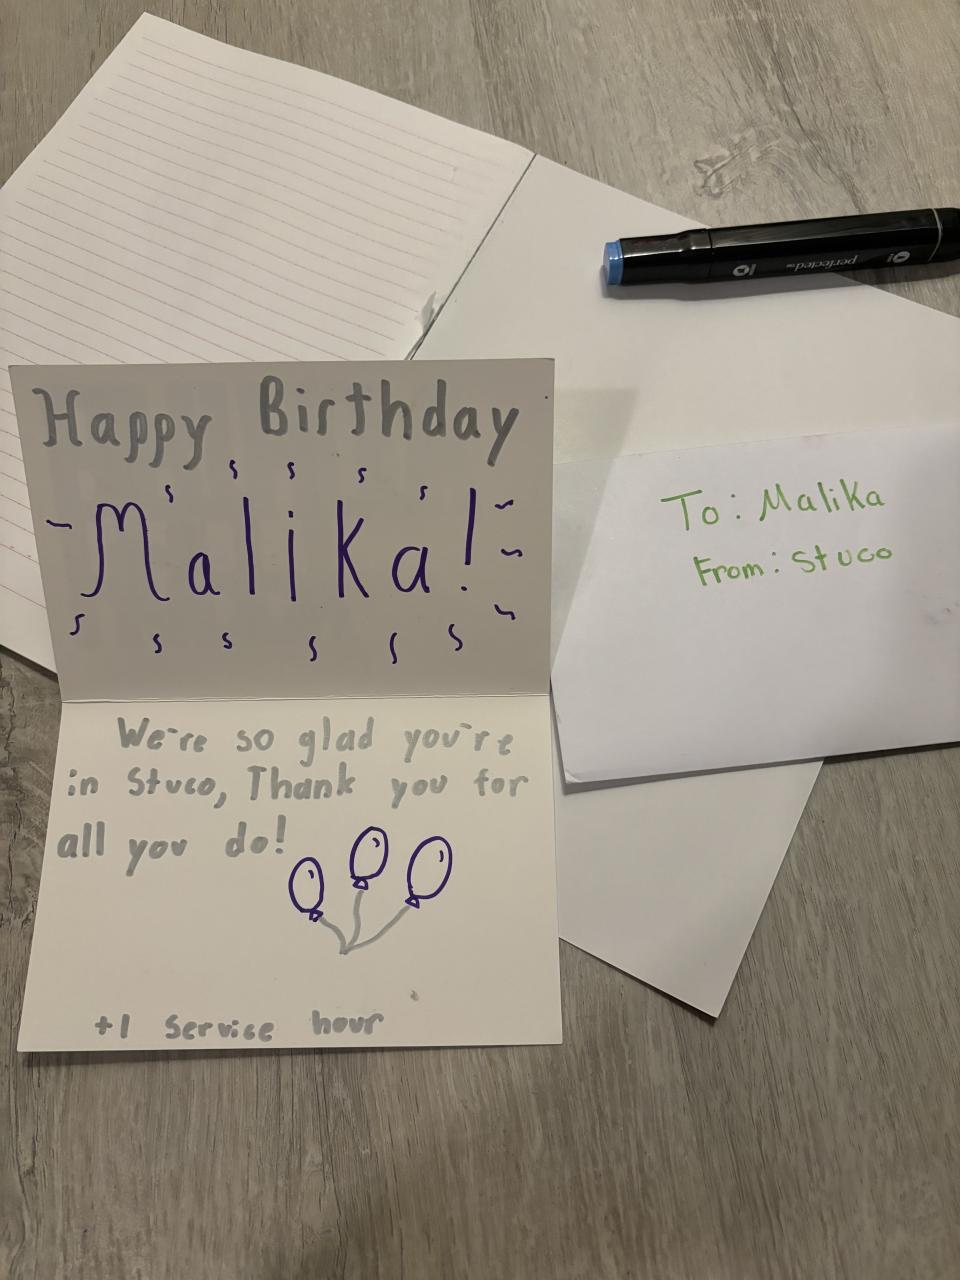 Happy Birthday
Malika!
We're so glad you're
in Stuco, Thank you for
all you do!
+1 Service hour
To: Malika
From: Stuco
perfected™